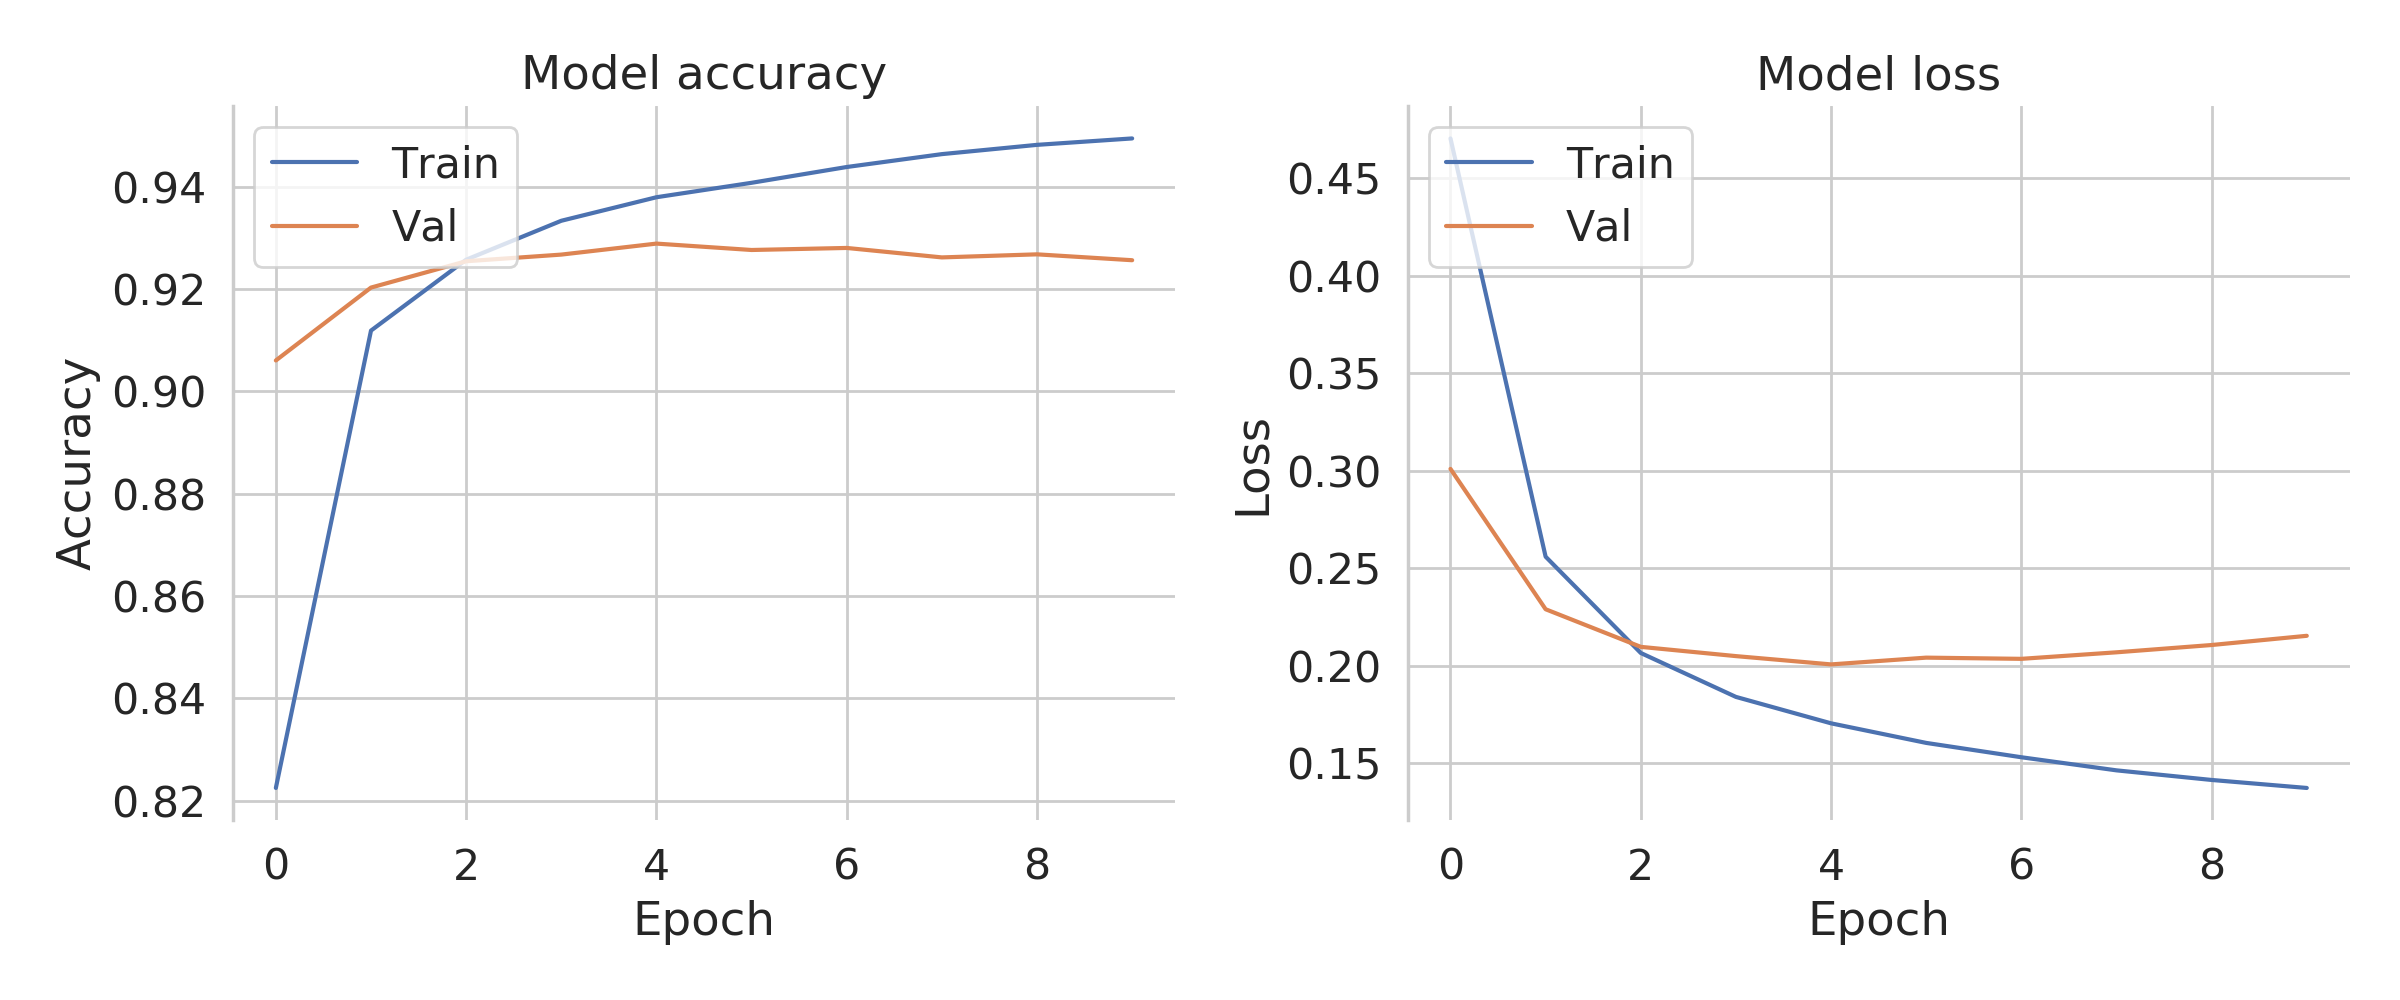 Model accuracy
Train
Val
0.94
0.92
0.90
0.88
0.86
0.84
0.82
Accuracy
0 2 4 6 8
Epoch
Model loss
Train
Val
0.45
0.40
0.35
0.30
0.25
0.20
0.15
Loss
0 2 4 6 8
Epoch